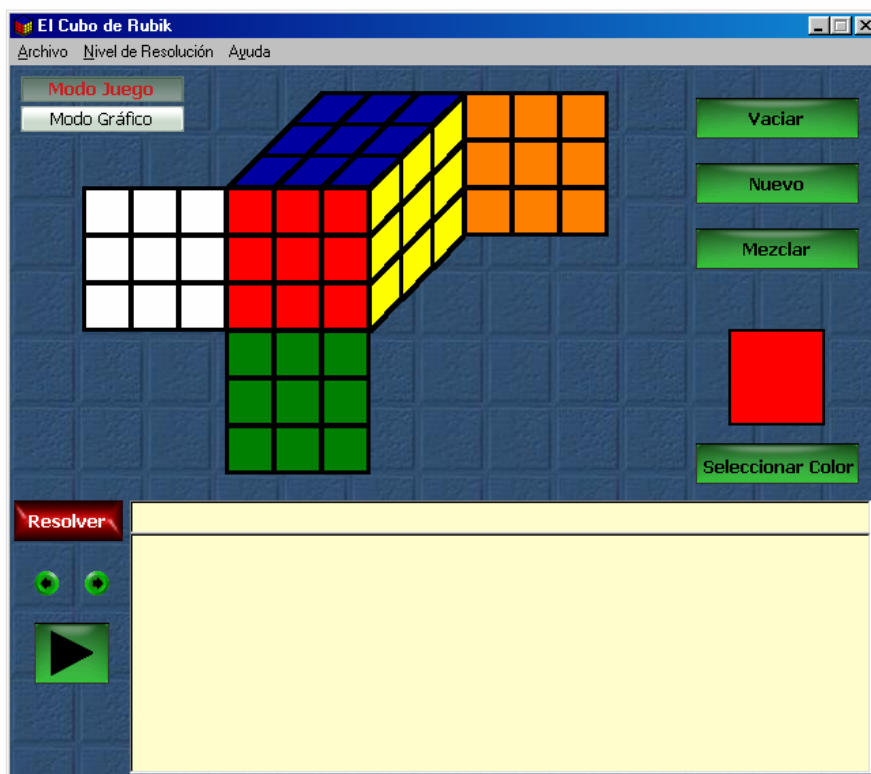 El Cubo de Rubik
Archivo Nivel de Resolución Ayuda
Modo Juego
Modo Gráfico
Vaciar
Nuevo
Mezclar
Seleccionar Color
Resolver